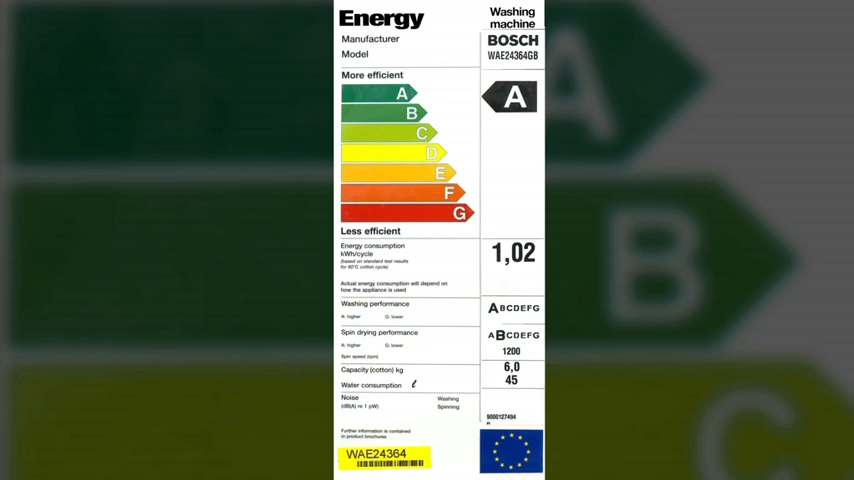 Energy
Washing
machine
Manufacturer
BOSCH
Model
WAE24364GB
More efficient
A
A
B
C
D
E
F
G
Less efficient
Energy consumption
kWh/cycle
(based on standard test results
for 60°C cotton cycle)
1,02
Actual energy consumption will depend on
how the appliance is used
Washing performance
A: higher G: lower
ABCDEFG
Spin drying performance
A: higher G: lower
Spin speed (rpm)
ABCDEFG
1200
Capacity (cotton) kg
6,0
Water consumption ℓ
45
Noise
(dB(A) re 1 pW)
Washing
Spinning
9000127494
Further information is contained
in product brochures
WAE24364
A
B
C